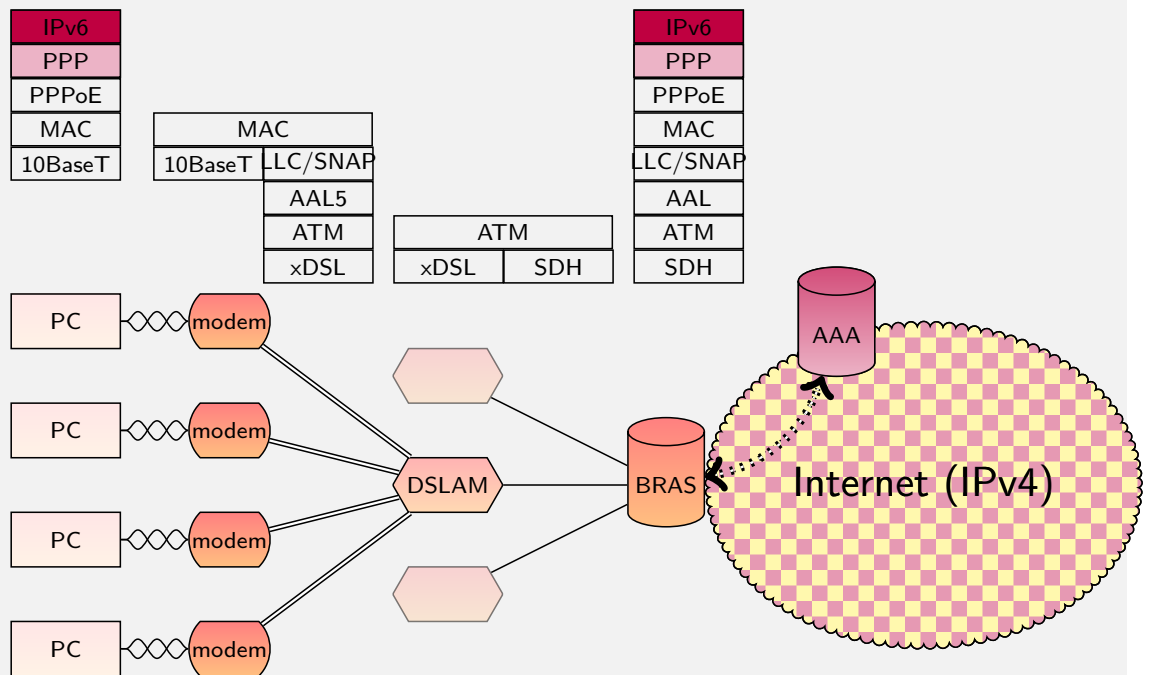 IPv6
PPP
PPPoE
MAC
10BaseT
MAC
10BaseT
LLC/SNAP
AAL5
ATM
xDSL
ATM
xDSL
SDH
IPv6
PPP
PPPoE
MAC
LLC/SNAP
AAL
ATM
SDH
PC
modem
PC
modem
PC
modem
PC
modem
DSLAM
BRAS
AAA
Internet (IPv4)